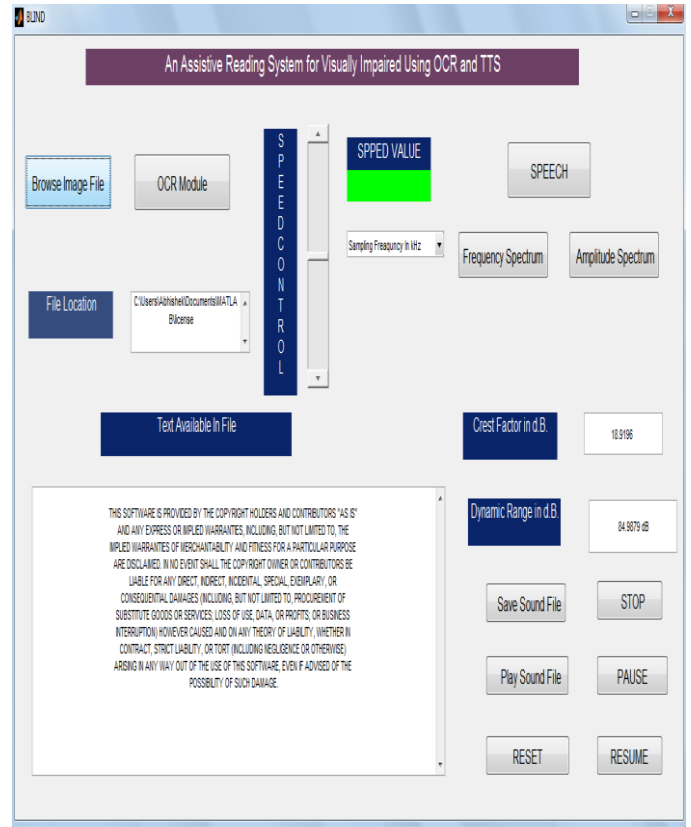 BLIND
An Assistive Reading System for Visually Impaired Using OCR and TTS
Browse Image File
OCR Module
SPEEDCONTROL
SPPED VALUE
SPEECH
Sampling Freaquncy In kHz
Frequency Spectrum
Amplitude Spectrum
File Location
C:\Users\Abhishek\Documents\MATLA
B\license
Text Available In File
Crest Factor in d.B.
18.9196
THIS SOFTWARE IS PROVIDED BY THE COPYRIGHT HOLDERS AND CONTRIBUTORS "AS IS"
AND ANY EXPRESS OR IMPLIED WARRANTIES, INCLUDING, BUT NOT LIMITED TO, THE
IMPLIED WARRANTIES OF MERCHANTABILITY AND FITNESS FOR A PARTICULAR PURPOSE
ARE DISCLAIMED. IN NO EVENT SHALL THE COPYRIGHT OWNER OR CONTRIBUTORS BE
LIABLE FOR ANY DIRECT, INDIRECT, INCIDENTAL, SPECIAL, EXEMPLARY, OR
CONSEQUENTIAL DAMAGES (INCLUDING, BUT NOT LIMITED TO, PROCUREMENT OF
SUBSTITUTE GOODS OR SERVICES; LOSS OF USE, DATA, OR PROFITS; OR BUSINESS
INTERRUPTION) HOWEVER CAUSED AND ON ANY THEORY OF LIABILITY, WHETHER IN
CONTRACT, STRICT LIABILITY, OR TORT (INCLUDING NEGLIGENCE OR OTHERWISE)
ARISING IN ANY WAY OUT OF THE USE OF THIS SOFTWARE, EVEN IF ADVISED OF THE
POSSIBILITY OF SUCH DAMAGE.
Dynamic Range in d.B.
84.9879 dB
Save Sound File
STOP
Play Sound File
PAUSE
RESET
RESUME